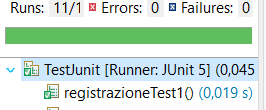 Runs: 11/1 Errors: 0 Failures: 0
TestJunit [Runner: JUnit 5] (0,045
registrazioneTest1() (0,019 s)